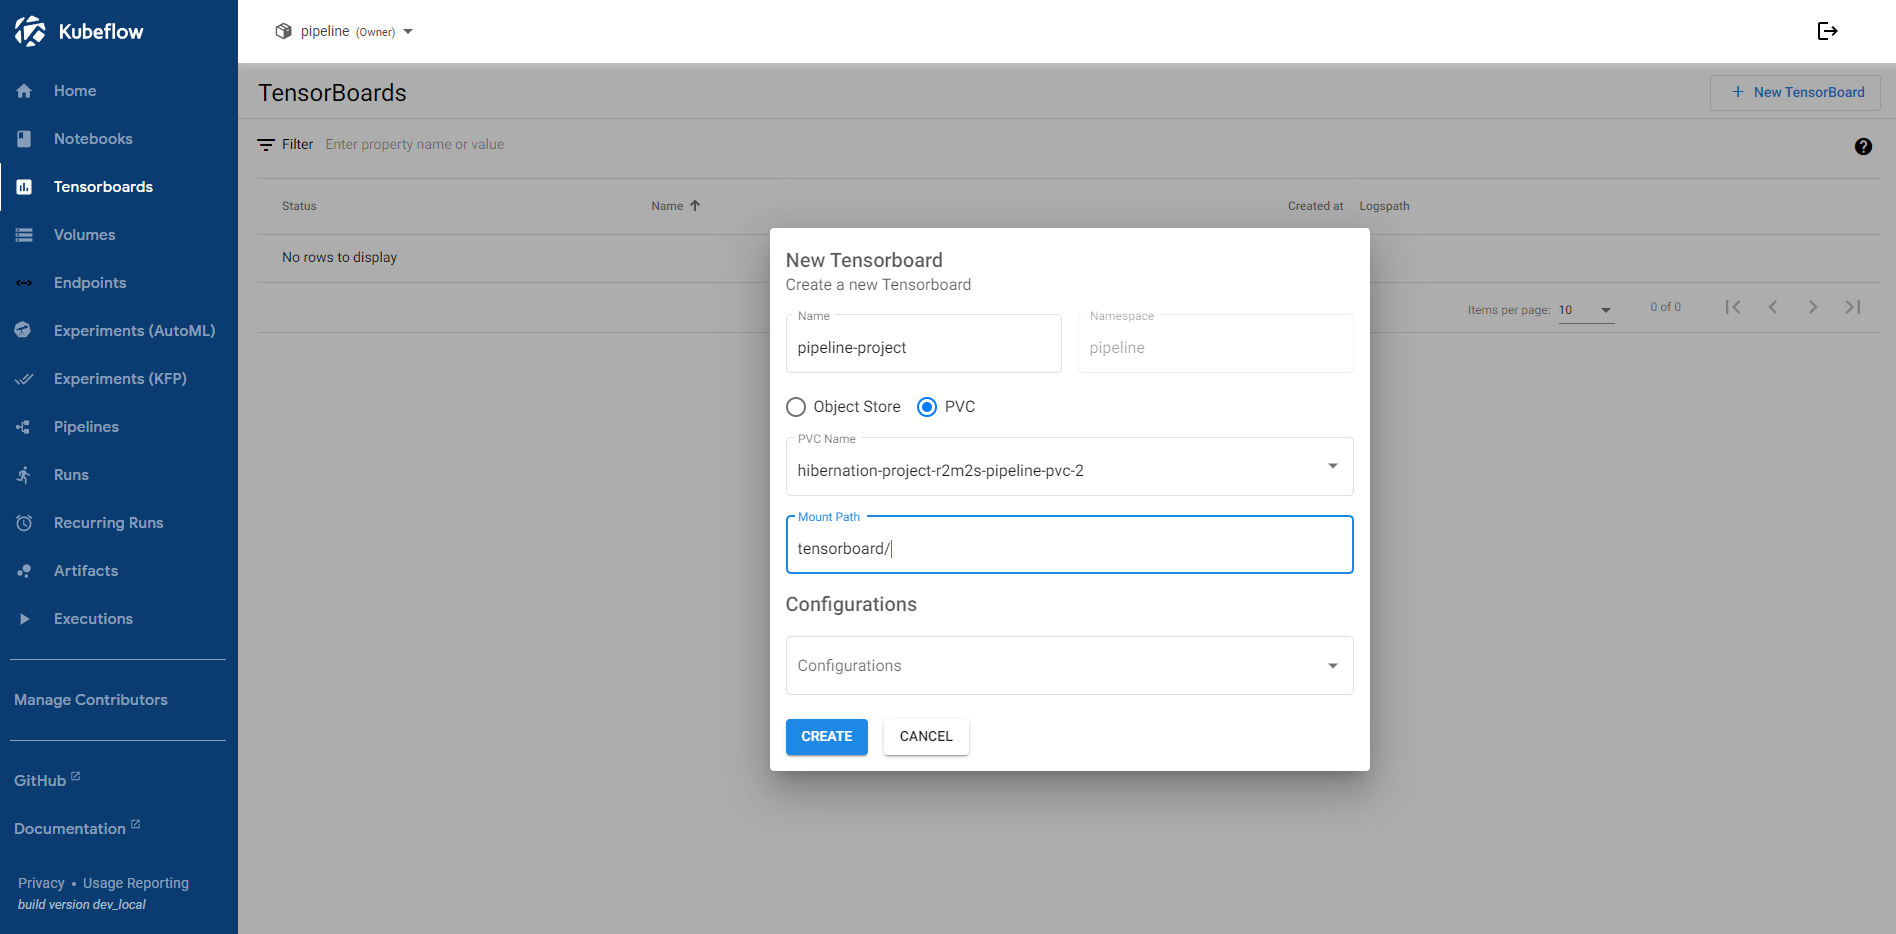 Kubeflow
pipeline (Owner)
Home
Notebooks
Tensorboards
Volumes
Endpoints
Experiments (AutoML)
Experiments (KFP)
Pipelines
Runs
Recurring Runs
Artifacts
Executions
Manage Contributors
GitHub
Documentation
Privacy • Usage Reporting
build version dev_local
TensorBoards
+ New TensorBoard
Filter Enter property name or value
Status Name Created at Logspath
No rows to display
Items per page: 10 0 of 0
New Tensorboard
Create a new Tensorboard
Name Namespace
pipeline-project pipeline
Object Store PVC
PVC Name
hibernation-project-r2m2s-pipeline-pvc-2
Mount Path
tensorboard/
Configurations
Configurations
CREATE CANCEL